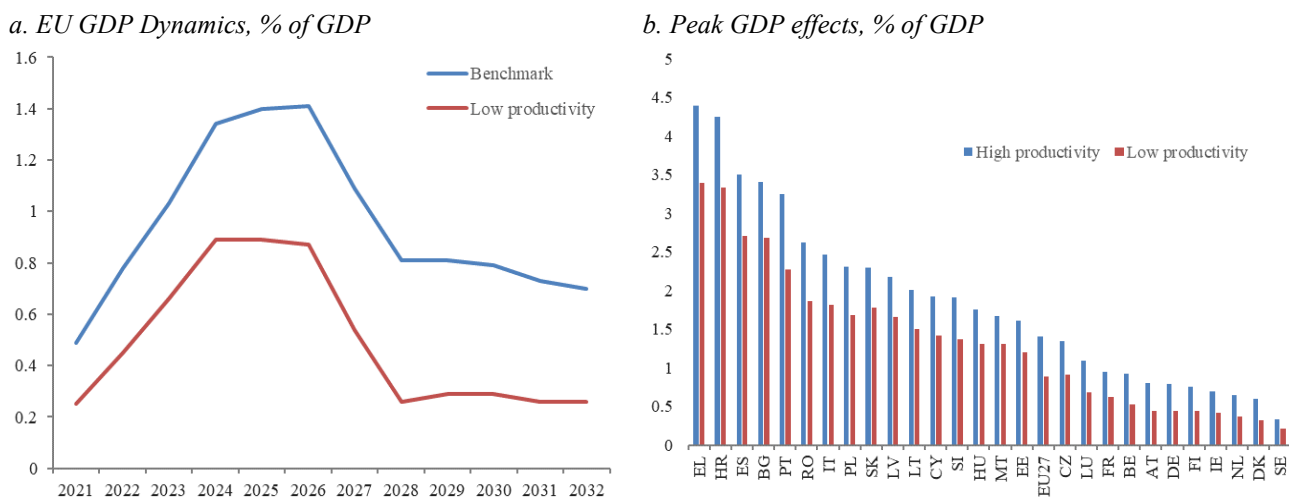 a. EU GDP Dynamics, % of GDP
1.6
1.4
1.2
1
0.8
0.6
0.4
0.2
0
2021 2022 2023 2024 2025 2026 2027 2028 2029 2030 2031 2032
Benchmark
Low productivity
b. Peak GDP effects, % of GDP
5
4.5
4
3.5
3
2.5
2
1.5
1
0.5
0
High productivity Low productivity
EL HR ES BG PT RO IT PL SK LV LT CY SI HU MT EE EU27 CZ LU FR BE AT DE FI IE NL DK SE